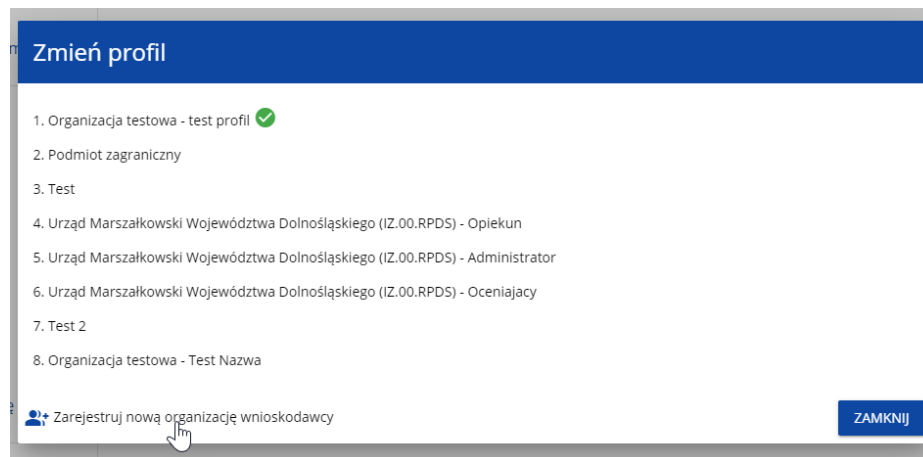 Zmień profil
1. Organizacja testowa - test profil
2. Podmiot zagraniczny
3. Test
4. Urząd Marszałkowski Województwa Dolnośląskiego (IZ.00.RPDS) - Opiekun
5. Urząd Marszałkowski Województwa Dolnośląskiego (IZ.00.RPDS) - Administrator
6. Urząd Marszałkowski Województwa Dolnośląskiego (IZ.00.RPDS) - Oceniajacy
7. Test 2
8. Organizacja testowa - Test Nazwa
Zarejestruj nową organizację wnioskodawcy
ZAMKNIJ